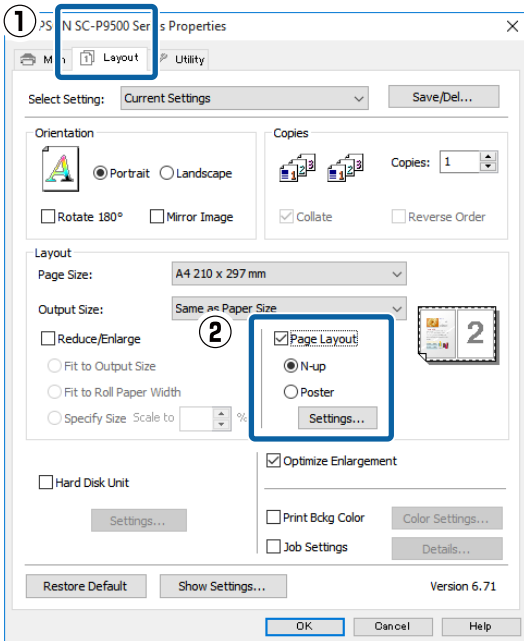 1
PSON SC-P9500 Series Properties
Main Layout Utility
Select Setting: Current Settings Save/Del...
Orientation
Portrait Landscape
Rotate 180° Mirror Image
Copies
Copies: 1
Collate Reverse Order
Layout
Page Size: A4 210 x 297 mm
Output Size: Same as Paper Size
2
Reduce/Enlarge
Fit to Output Size
Fit to Roll Paper Width
Specify Size Scale to %
Page Layout
N-up
Poster
Settings...
2
Optimize Enlargement
Hard Disk Unit
Settings...
Print Bckg Color Color Settings...
Job Settings Details...
Restore Default Show Settings... Version 6.71
OK Cancel Help